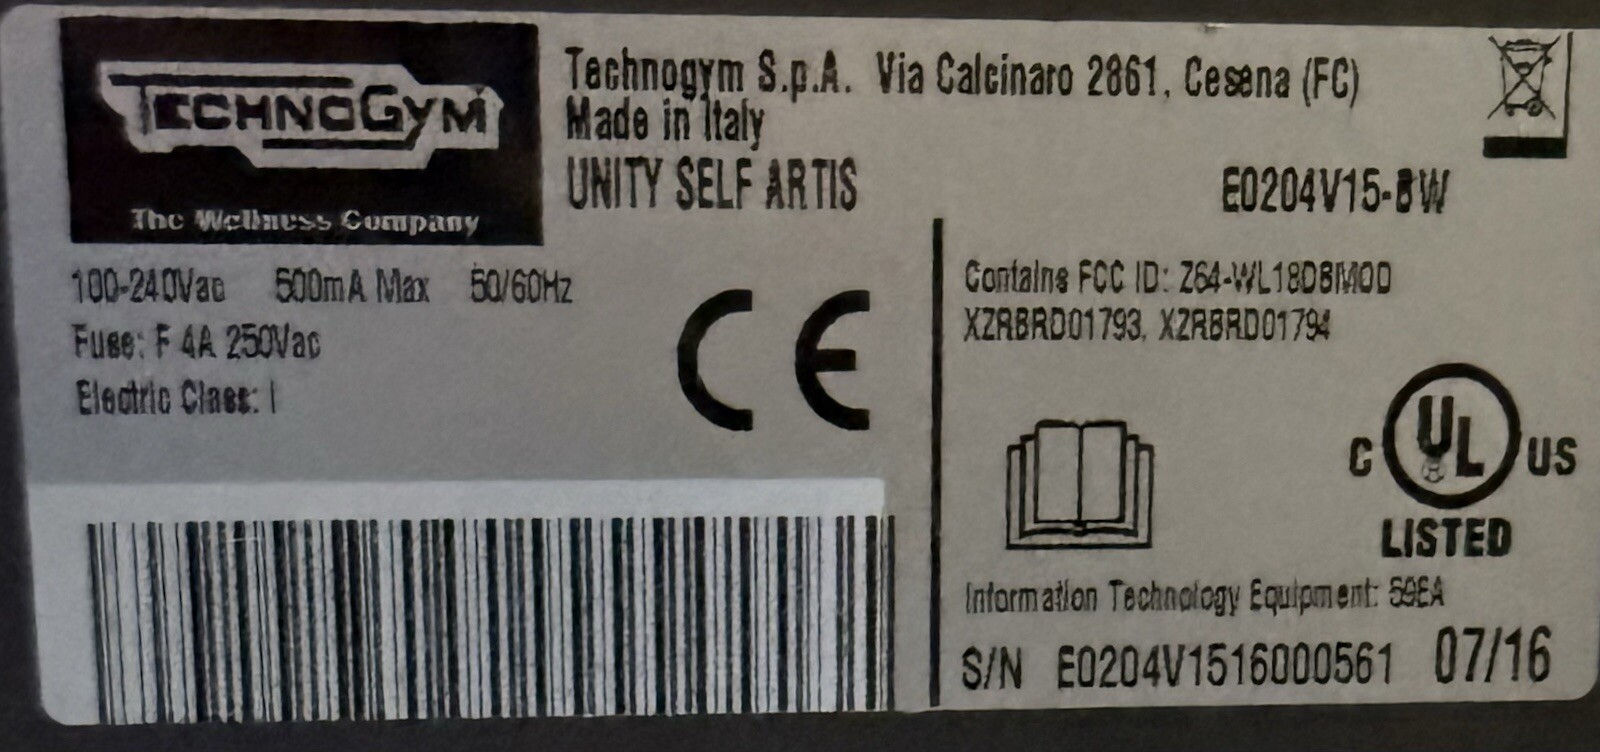 TECHNOGYM
The Wellness Company
Technogym S.p.A. Via Calcinaro 2861, Cesena (FC)
Made in Italy
UNITY SELF ARTIS
E0204V15-BW
100-240Vac 500mA Max 50/60Hz
Fuse: F 4A 250Vac
Electric Class: I
CE
Contains FCC ID: Z64-WL18DBMOD
XZRBRD01793, XZRBRD01794
C UL US
LISTED
Information Technology Equipment: 59EA
S/N E0204V1516000561 07/16